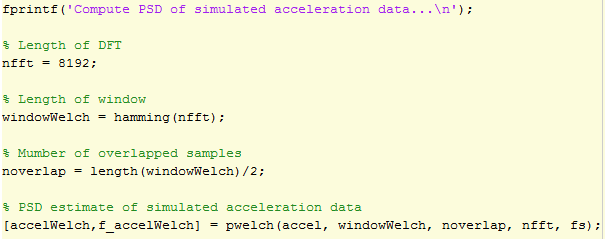 fprintf('Compute PSD of simulated acceleration data...\n');
% Length of DFT
nfft = 8192;
% Length of window
windowWelch = hamming(nfft);
% Mumber of overlapped samples
noverlap = length(windowWelch)/2;
% PSD estimate of simulated acceleration data
[accelWelch,f_accelWelch] = pwelch(accel, windowWelch, noverlap, nfft, fs);